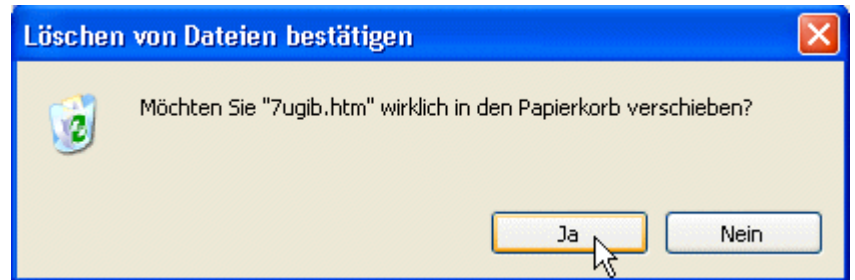 Löschen von Dateien bestätigen
Möchten Sie "7ugib.htm" wirklich in den Papierkorb verschieben?
Ja
Nein